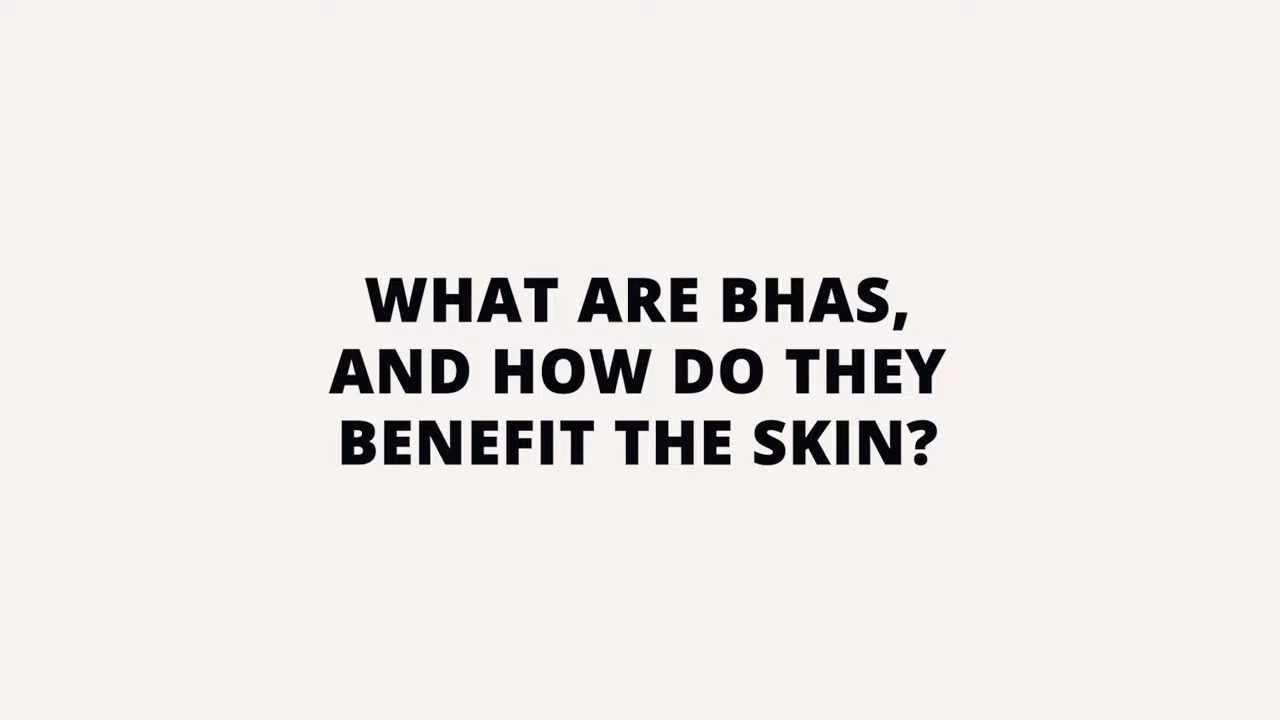 WHAT ARE BHAS,
AND HOW DO THEY
BENEFIT THE SKIN?